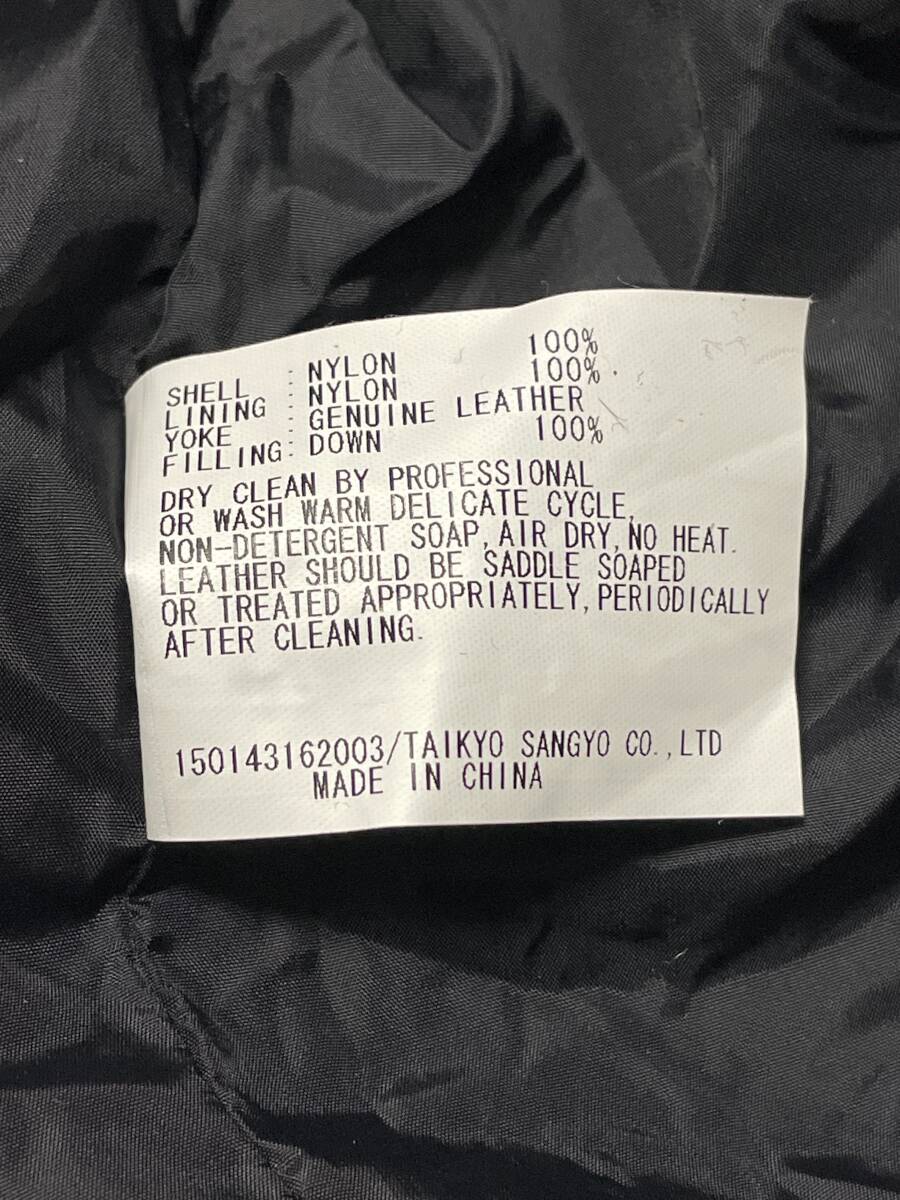 SHELL : NYLON 100%
LINING : NYLON 100%
YOKE : GENUINE LEATHER
FILLING: DOWN 100%
DRY CLEAN BY PROFESSIONAL
OR WASH WARM DELICATE CYCLE,
NON-DETERGENT SOAP, AIR DRY, NO HEAT.
LEATHER SHOULD BE SADDLE SOAPED
OR TREATED APPROPRIATELY, PERIODICALLY
AFTER CLEANING.
150143162003/TAIKYO SANGYO CO., LTD
MADE IN CHINA